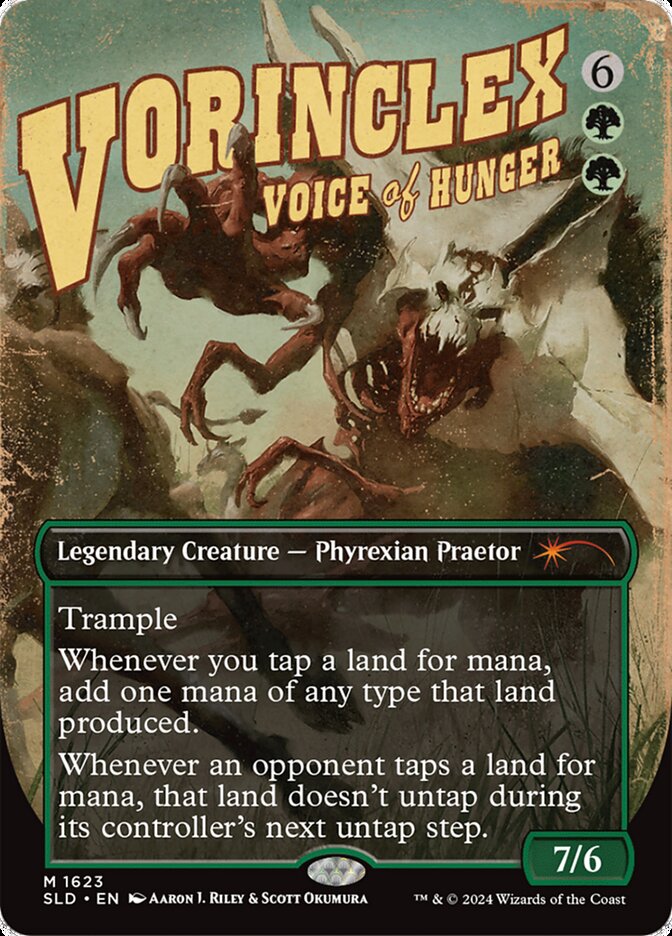 VORINCLEX
VOICE of HUNGER
6
Legendary Creature — Phyrexian Praetor
Trample
Whenever you tap a land for mana,
add one mana of any type that land
produced.
Whenever an opponent taps a land for
mana, that land doesn't untap during
its controller's next untap step.
7/6
M 1623
SLD • EN AARON J. RILEY & SCOTT OKUMURA
™ & © 2024 Wizards of the Coast